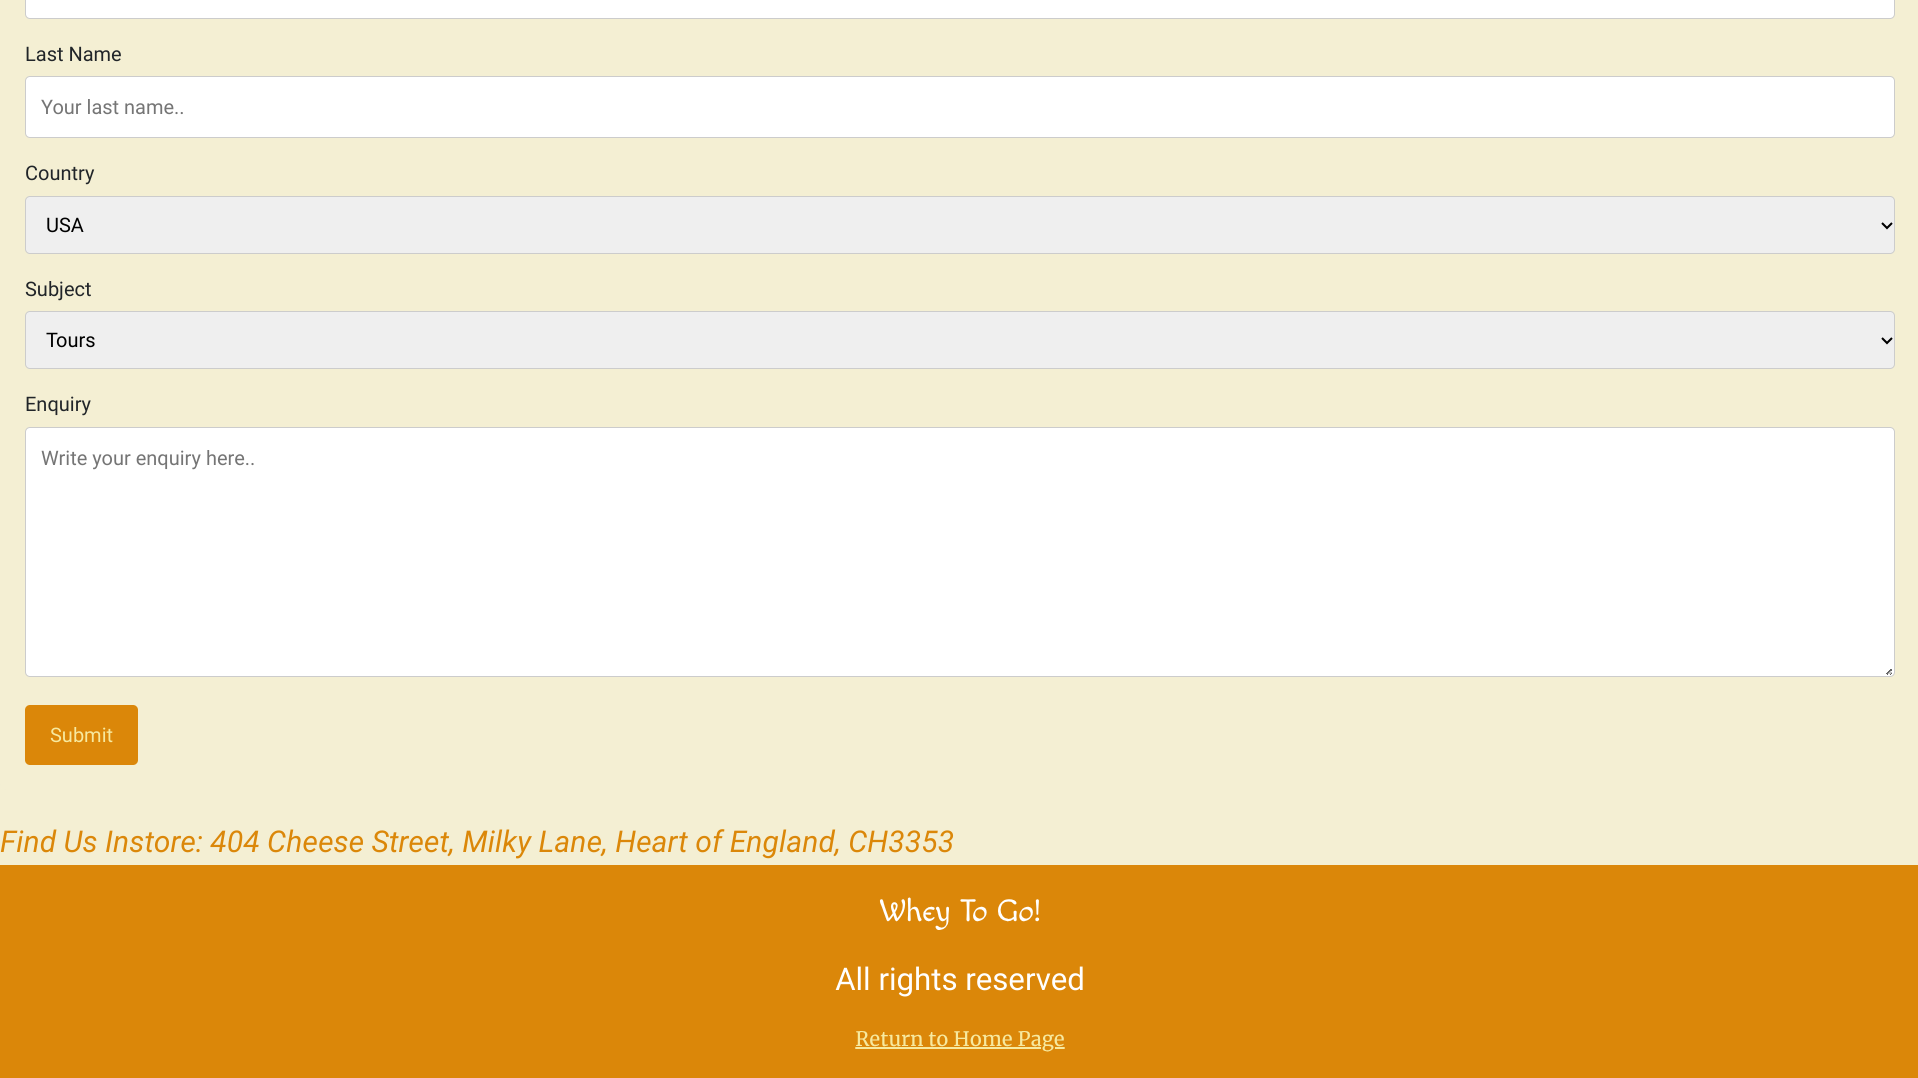 Last Name
Your last name..
Country
USA
Subject
Tours
Enquiry
Write your enquiry here..
Submit
Find Us Instore: 404 Cheese Street, Milky Lane, Heart of England, CH3353
Whey To Go!
All rights reserved
Return to Home Page